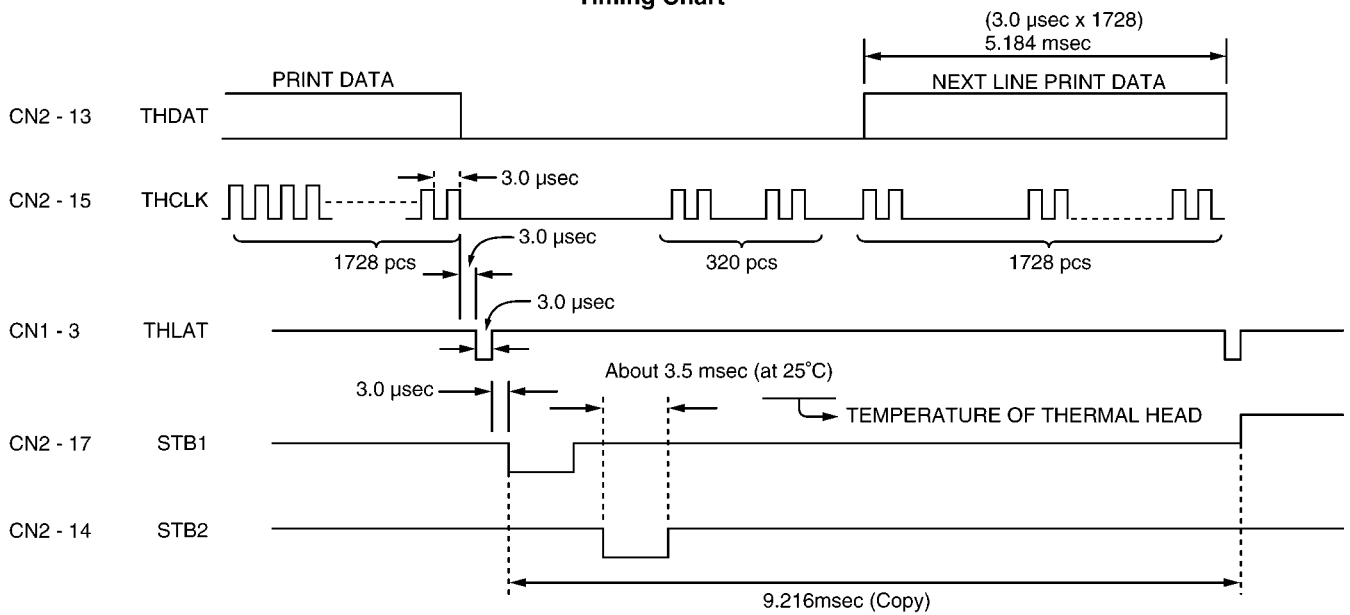 Timing Chart
(3.0 µsec x 1728)
5.184 msec
PRINT DATA
NEXT LINE PRINT DATA
CN2 - 13 THDAT
3.0 µsec
CN2 - 15 THCLK
3.0 µsec
1728 pcs
320 pcs
1728 pcs
3.0 µsec
CN1 - 3 THLAT
About 3.5 msec (at 25°C)
3.0 µsec
TEMPERATURE OF THERMAL HEAD
CN2 - 17 STB1
CN2 - 14 STB2
9.216msec (Copy)